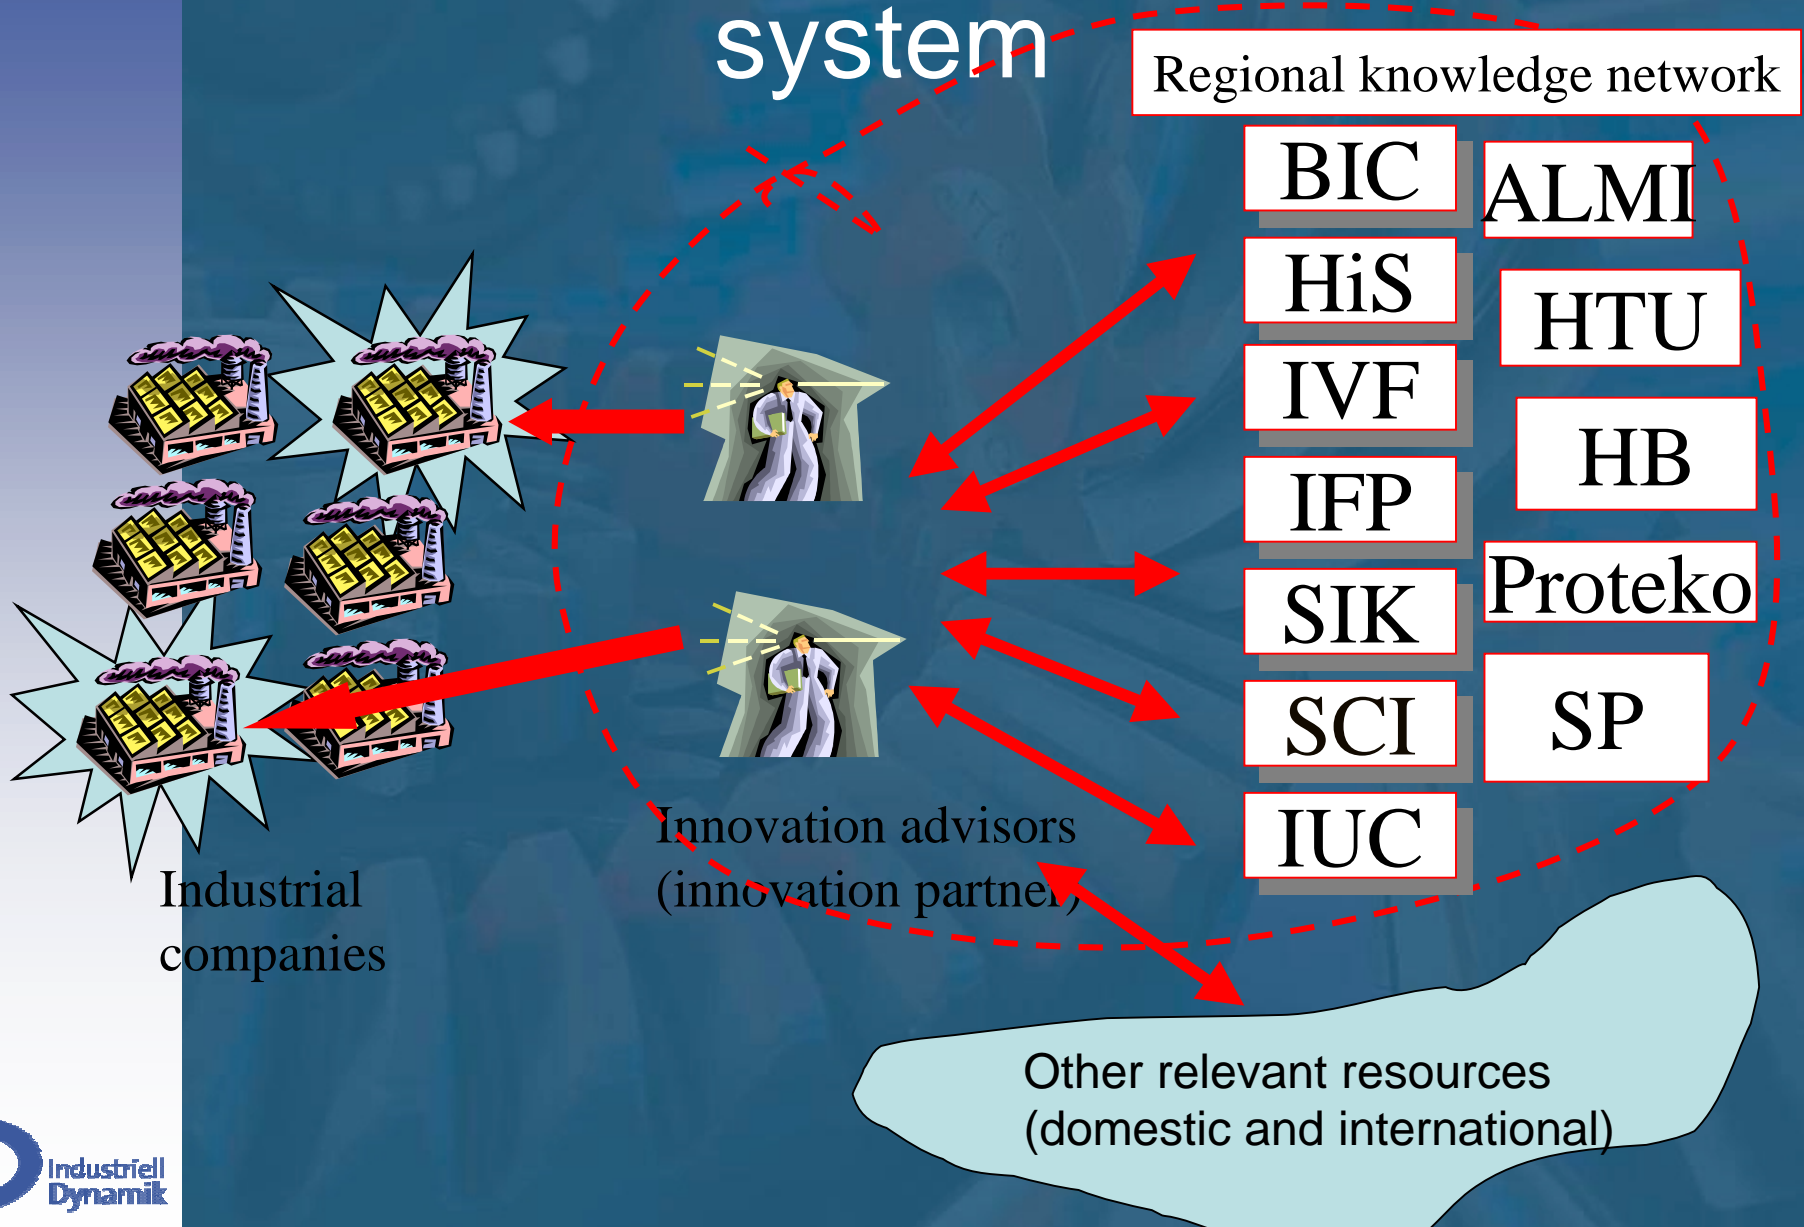 system
Regional knowledge network
BIC
ALMI
HiS
HTU
IVF
HB
IFP
Proteko
SIK
SCI
SP
IUC
Innovation advisors
(innovation partner)
Industrial
companies
Other relevant resources
(domestic and international)
Industriell
Dynamik